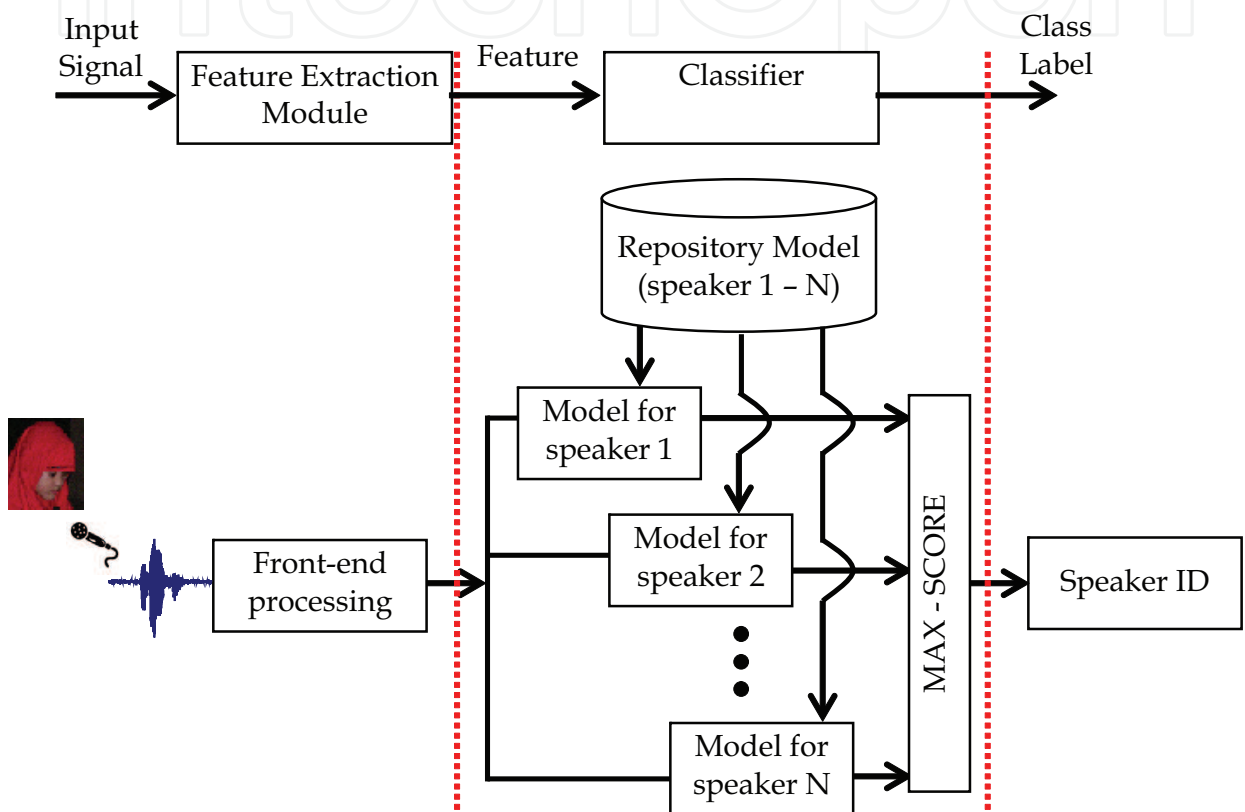 Input
Signal
Feature Extraction
Module
Feature
Classifier
Class
Label
Repository Model
(speaker 1 – N)
Model for
speaker 1
Model for
speaker 2
Model for
speaker N
Front-end
processing
MAX - SCORE
Speaker ID